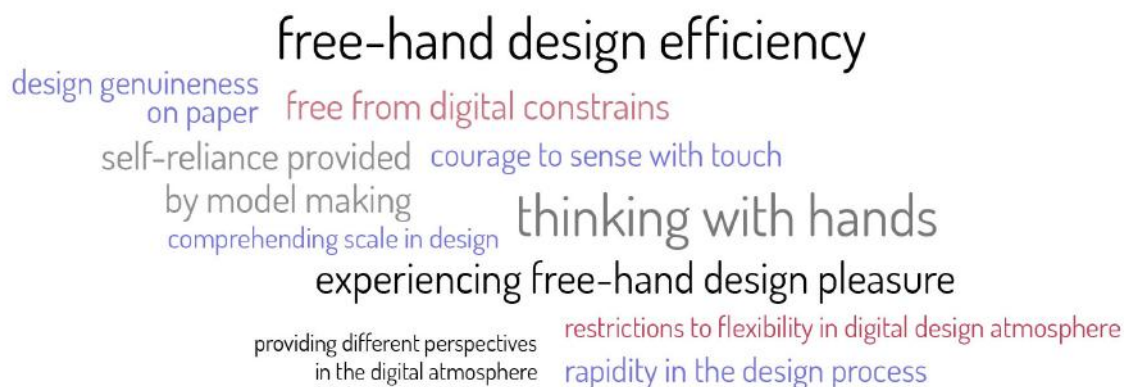 free-hand design efficiency
design genuineness
on paper
free from digital constrains
self-reliance provided
by model making
courage to sense with touch
thinking with hands
comprehending scale in design
experiencing free-hand design pleasure
providing different perspectives
in the digital atmosphere
restrictions to flexibility in digital design atmosphere
rapidity in the design process